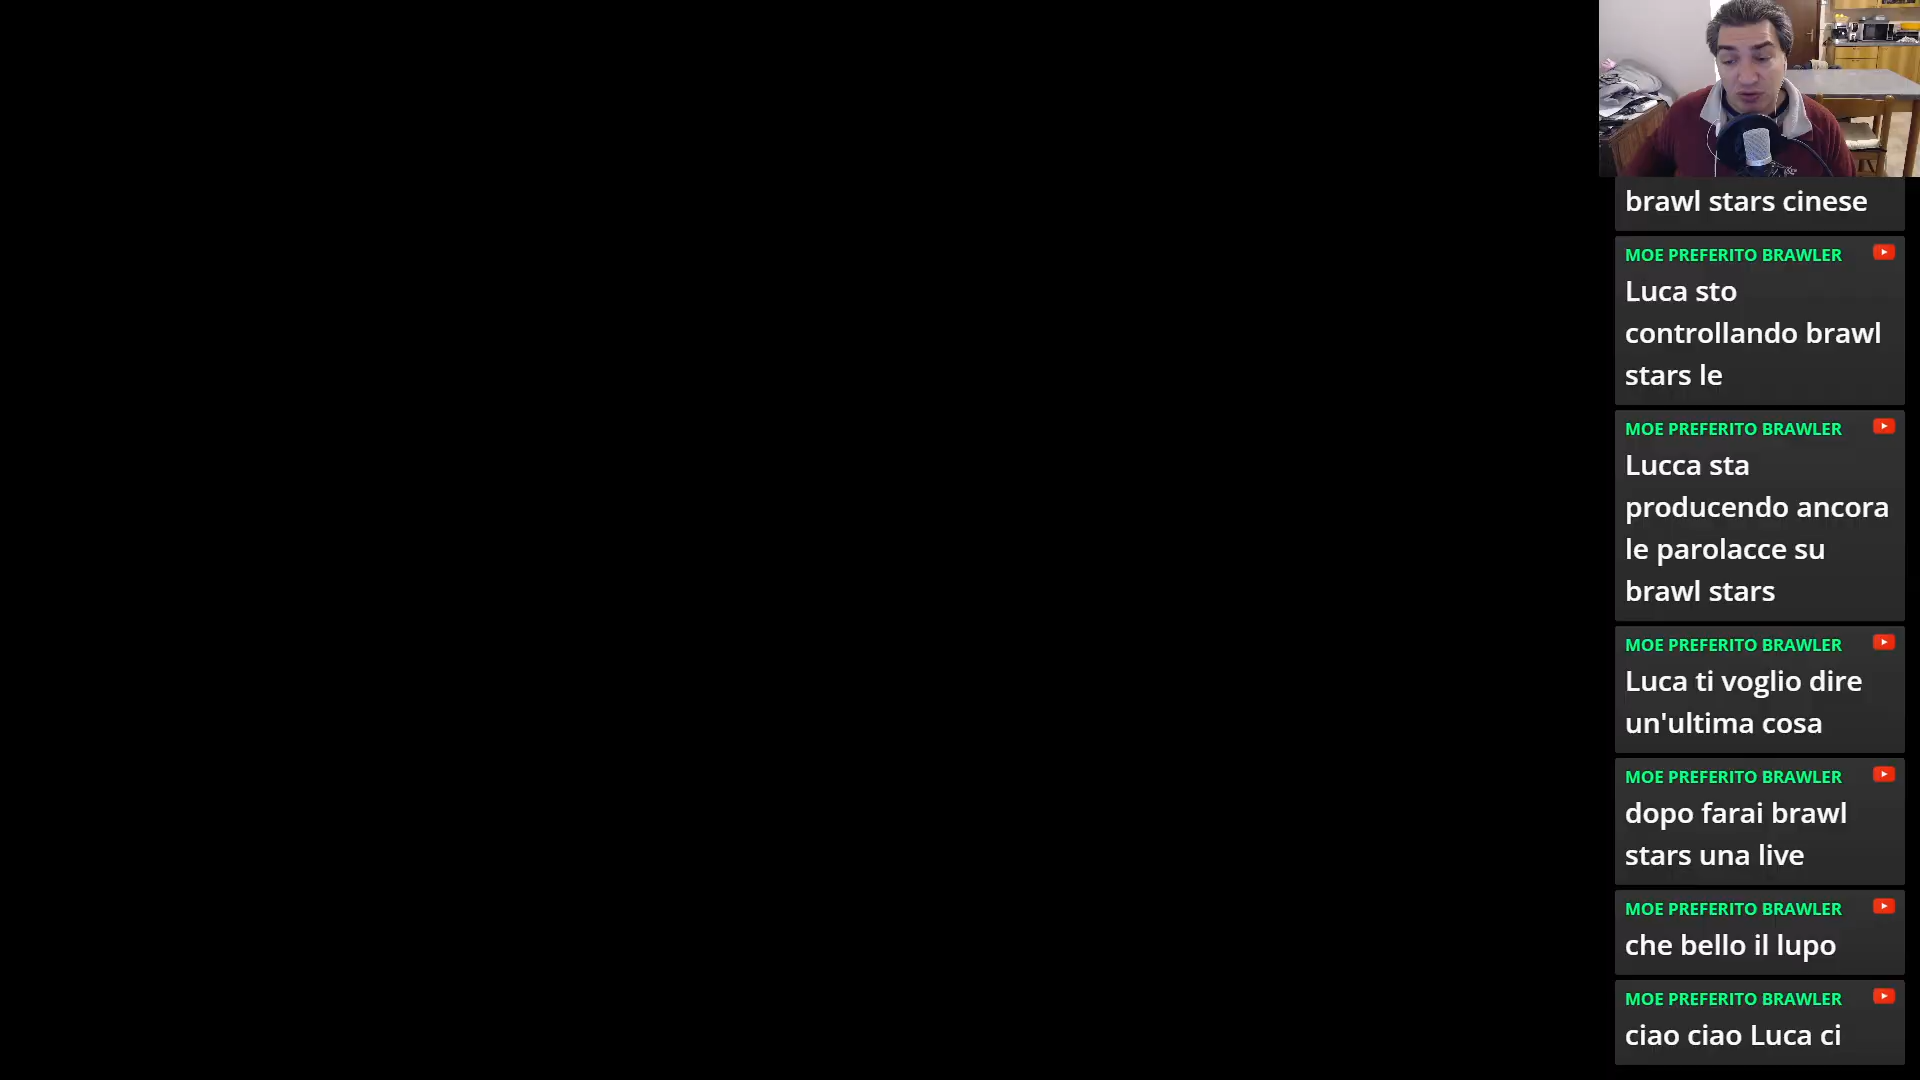 brawl stars cinese
MOE PREFERITO BRAWLER
Luca sto
controllando brawl
stars le
MOE PREFERITO BRAWLER
Lucca sta
producendo ancora
le parolacce su
brawl stars
MOE PREFERITO BRAWLER
Luca ti voglio dire
un'ultima cosa
MOE PREFERITO BRAWLER
dopo farai brawl
stars una live
MOE PREFERITO BRAWLER
che bello il lupo
MOE PREFERITO BRAWLER
ciao ciao Luca ci